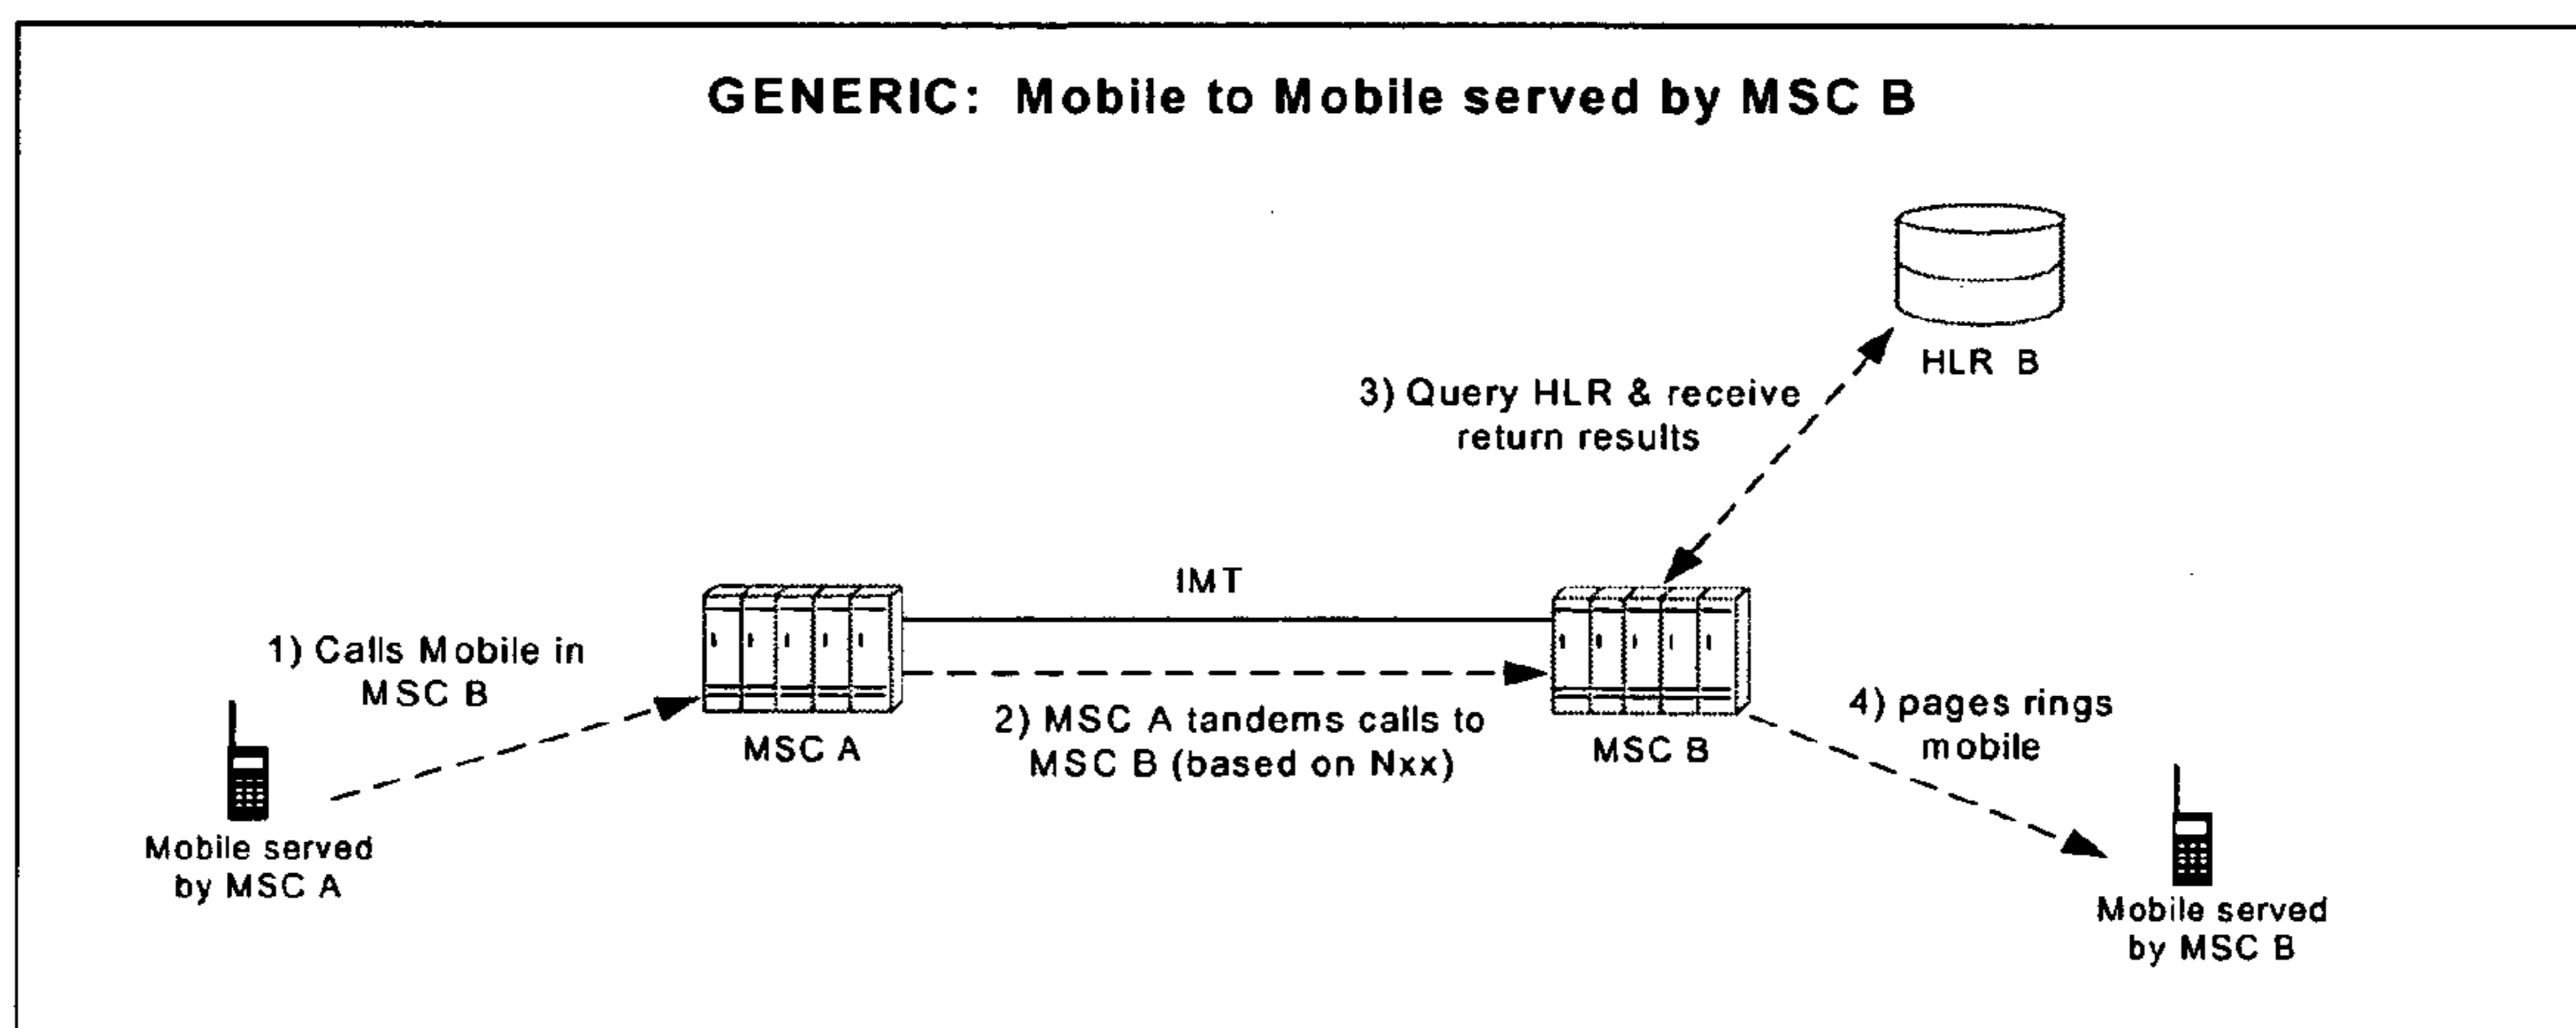 GENERIC: Mobile to Mobile served by MSC B
HLR B
3) Query HLR & receive
return results
IMT
1) Calls Mobile in
MSC B
MSC A
2) MSC A tandems calls to
MSC B (based on Nxx)
MSC B
4) pages rings
mobile
Mobile served
by MSC A
Mobile served
by MSC B